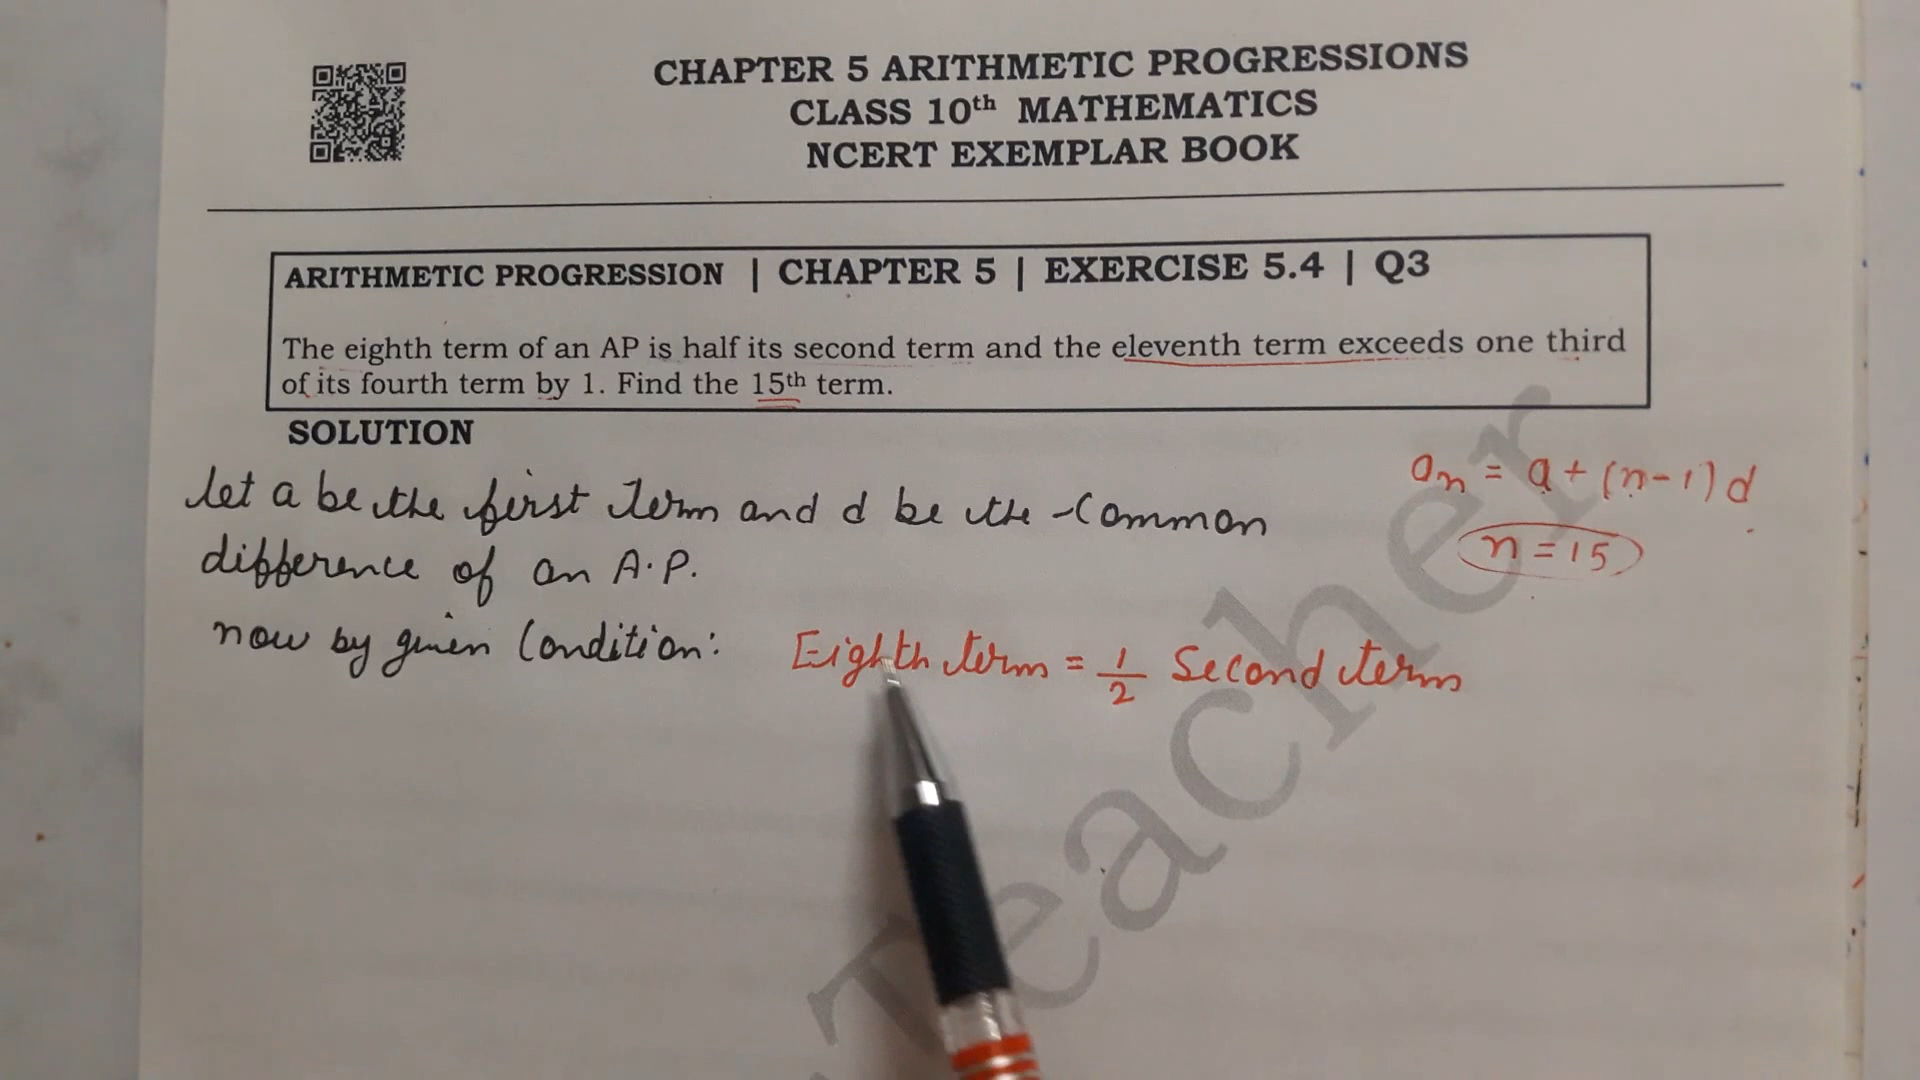 CHAPTER 5 ARITHMETIC PROGRESSIONS
CLASS 10th MATHEMATICS
NCERT EXEMPLAR BOOK
ARITHMETIC PROGRESSION | CHAPTER 5 | EXERCISE 5.4 | Q3
The eighth term of an AP is half its second term and the eleventh term exceeds one third
of its fourth term by 1. Find the 15th term.
SOLUTION
an = a + (n-1)d
let a be the first term and d be the common
n = 15
difference of an A.P.
now by given Condition: Eighth term = 1/2 Second term
Teacher